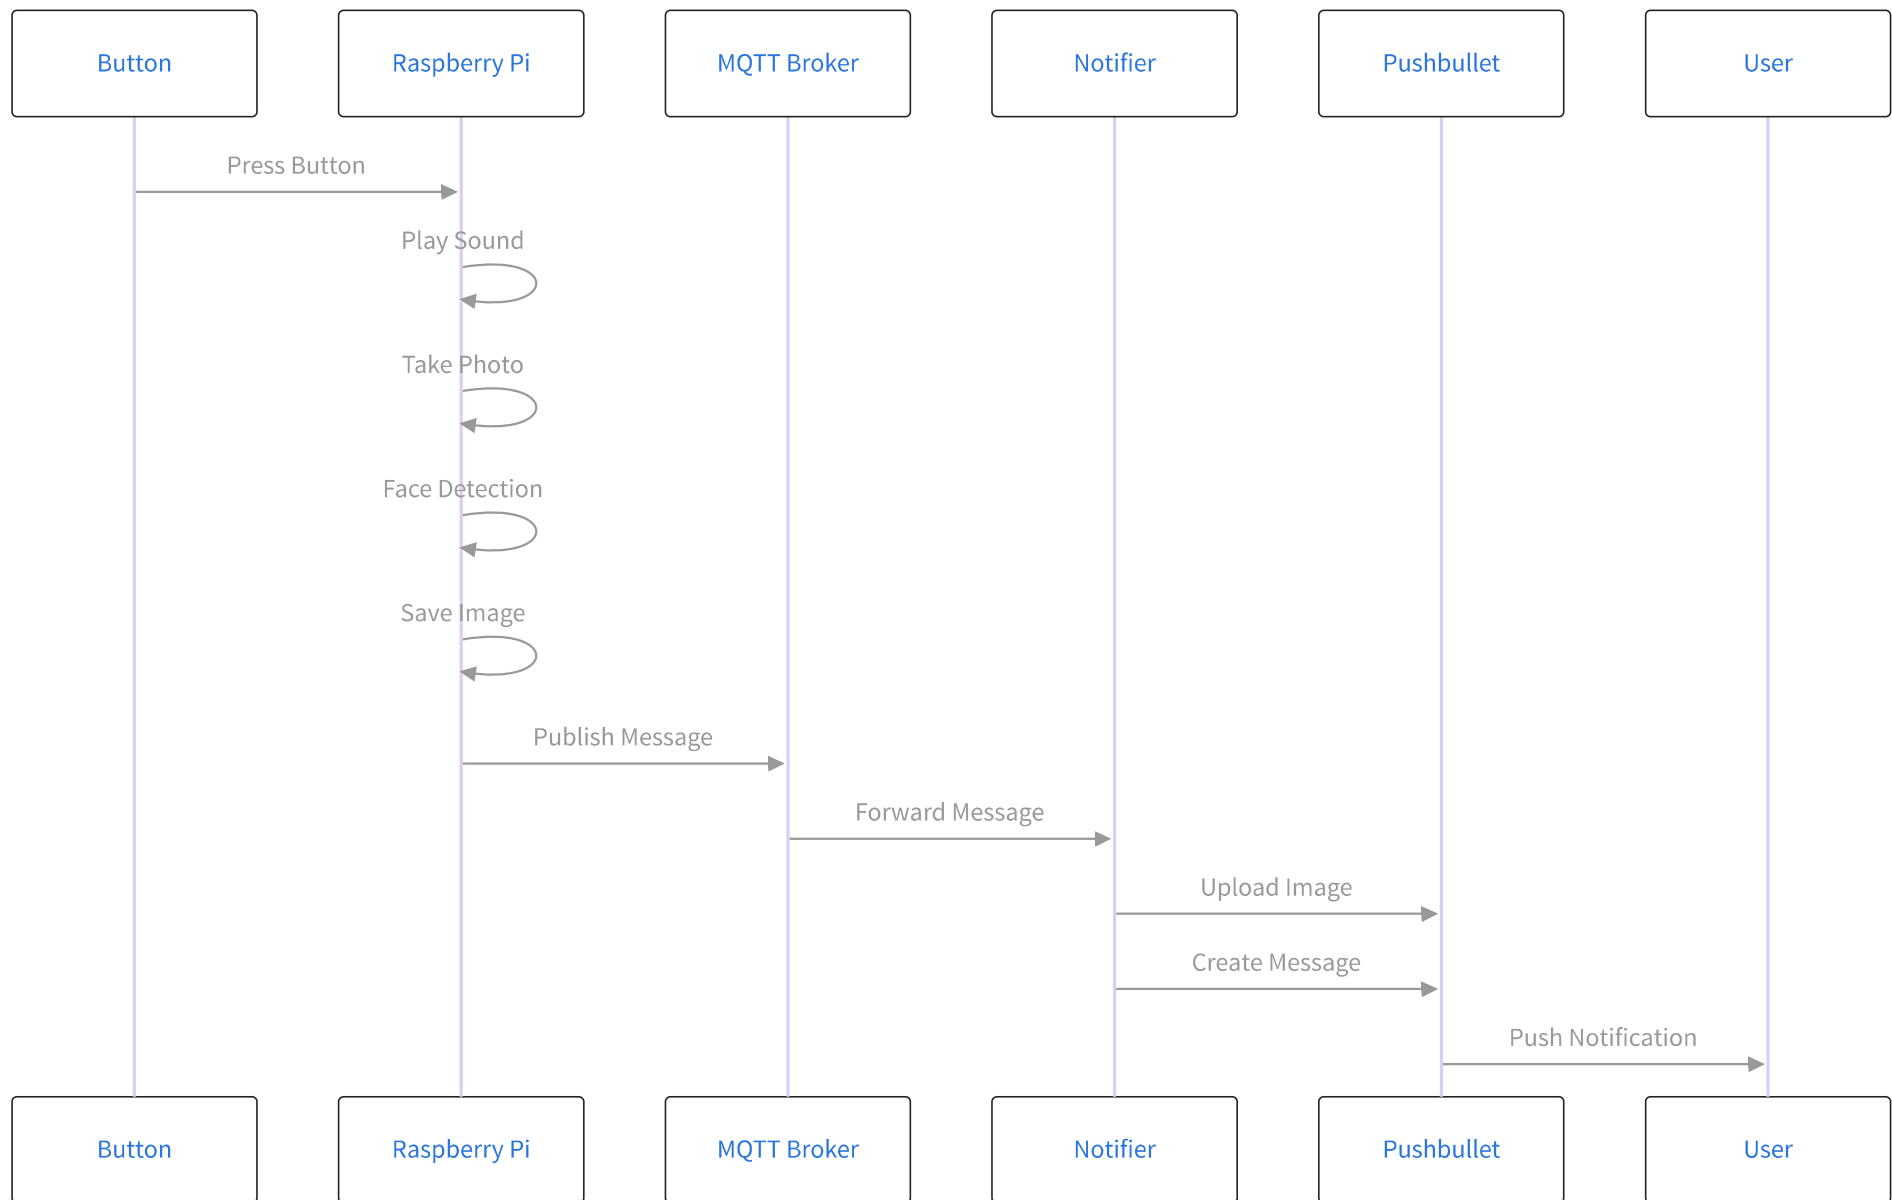 Button
Raspberry Pi
MQTT Broker
Notifier
Pushbullet
User
Press Button
Play Sound
Take Photo
Face Detection
Save Image
Publish Message
Forward Message
Upload Image
Create Message
Push Notification
Button
Raspberry Pi
MQTT Broker
Notifier
Pushbullet
User